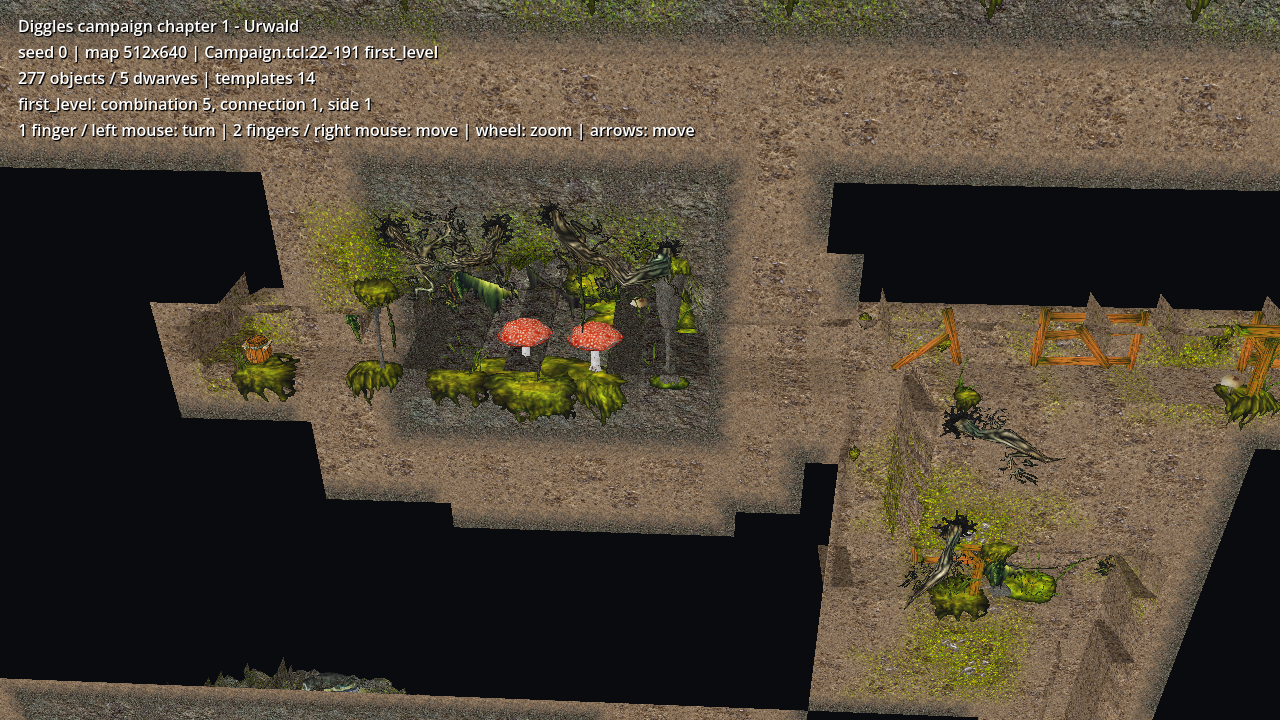 Diggles campaign chapter 1 - Urwald
seed 0 | map 512x640 | Campaign.tcl:22-191 first_level
277 objects / 5 dwarves | templates 14
first_level: combination 5, connection 1, side 1
1 finger / left mouse: turn | 2 fingers / right mouse: move | wheel: zoom | arrows: move